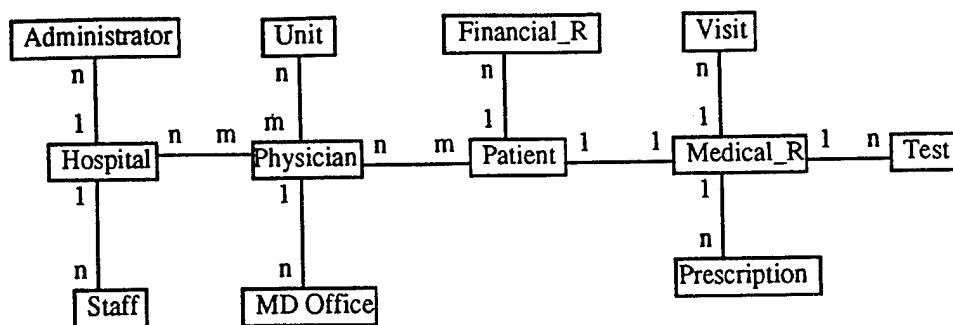 Administrator Unit Financial_R Visit
n n n n
1 m 1 1
n m
Hospital Physician n m Patient 1 1 Medical_R 1 n Test
1 1 1
n n n
Prescription
Staff MD Office